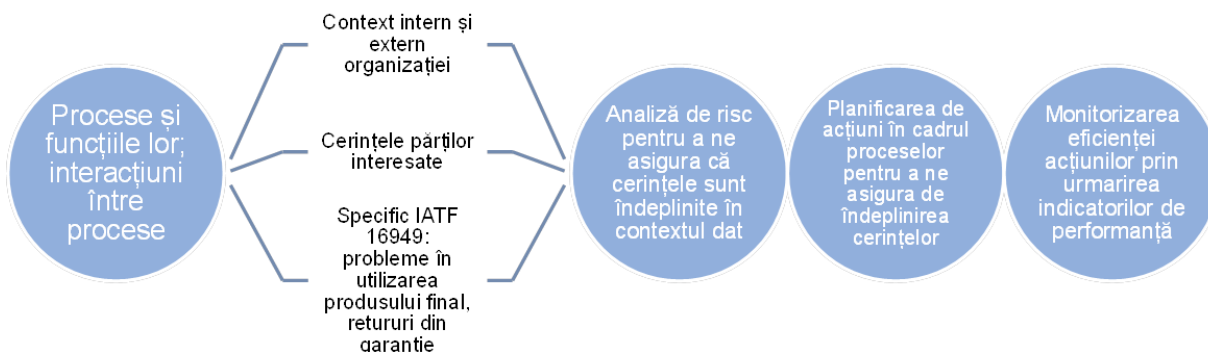 Procese și
funcțiile lor;
interacțiuni
între
procese
Context intern și
extern
organizației
Cerințele părților
interesate
Specific IATF
16949:
probleme în
utilizarea
produsului final,
retururi din
garanție
Analiză de risc
pentru a ne
asigura că
cerințele sunt
îndeplinite în
contextul dat
Planificarea de
acțiuni în cadrul
proceselor
pentru a ne
asigura de
îndeplinirea
cerințelor
Monitorizarea
eficienței
acțiunilor prin
urmarirea
indicatorilor de
performanță